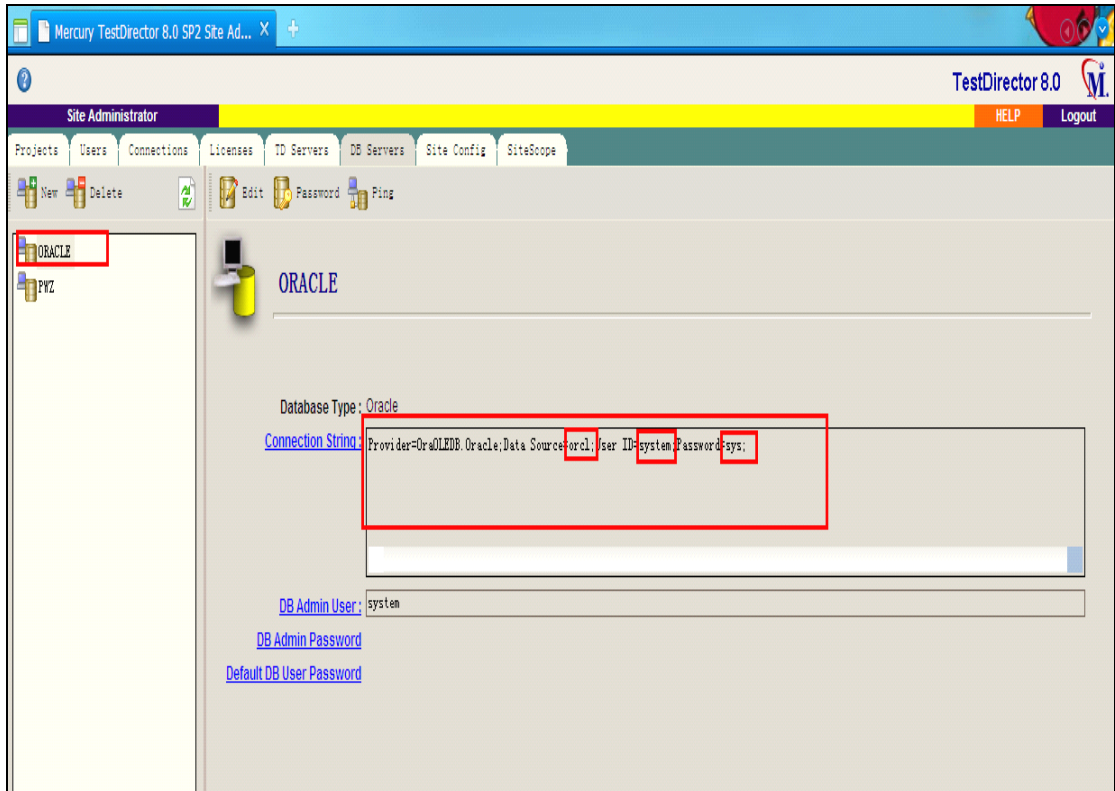 Mercury TestDirector 8.0 SP2 Site Ad...
TestDirector 8.0
Site Administrator HELP Logout
Projects Users Connections Licenses TD Servers DB Servers Site Config SiteScope
New Delete Edit Password Ping
ORACLE
PWZ
ORACLE
Database Type : Oracle
Connection String : Provider=OraOLEDB.Oracle;Data Source=orcl;User ID=system;Password=sys;
DB Admin User : system
DB Admin Password
Default DB User Password